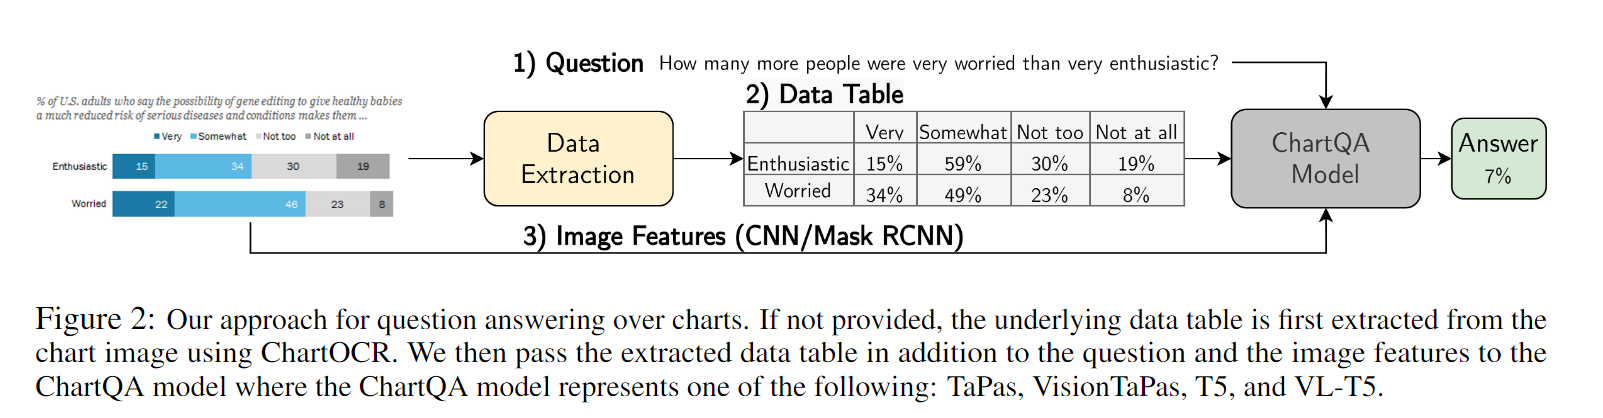 1) Question How many more people were very worried than very enthusiastic?
% of U.S. adults who say the possibility of gene editing to give healthy babies
a much reduced risk of serious diseases and conditions makes them ...
Very Somewhat Not too Not at all
Enthusiastic 15 34 30 19
Worried 22 46 23 8
Data
Extraction
2) Data Table
Very Somewhat Not too Not at all
Enthusiastic 15% 59% 30% 19%
Worried 34% 49% 23% 8%
ChartQA
Model
Answer
7%
3) Image Features (CNN/Mask RCNN)
Figure 2: Our approach for question answering over charts. If not provided, the underlying data table is first extracted from the
chart image using ChartOCR. We then pass the extracted data table in addition to the question and the image features to the
ChartQA model where the ChartQA model represents one of the following: TaPas, VisionTaPas, T5, and VL-T5.